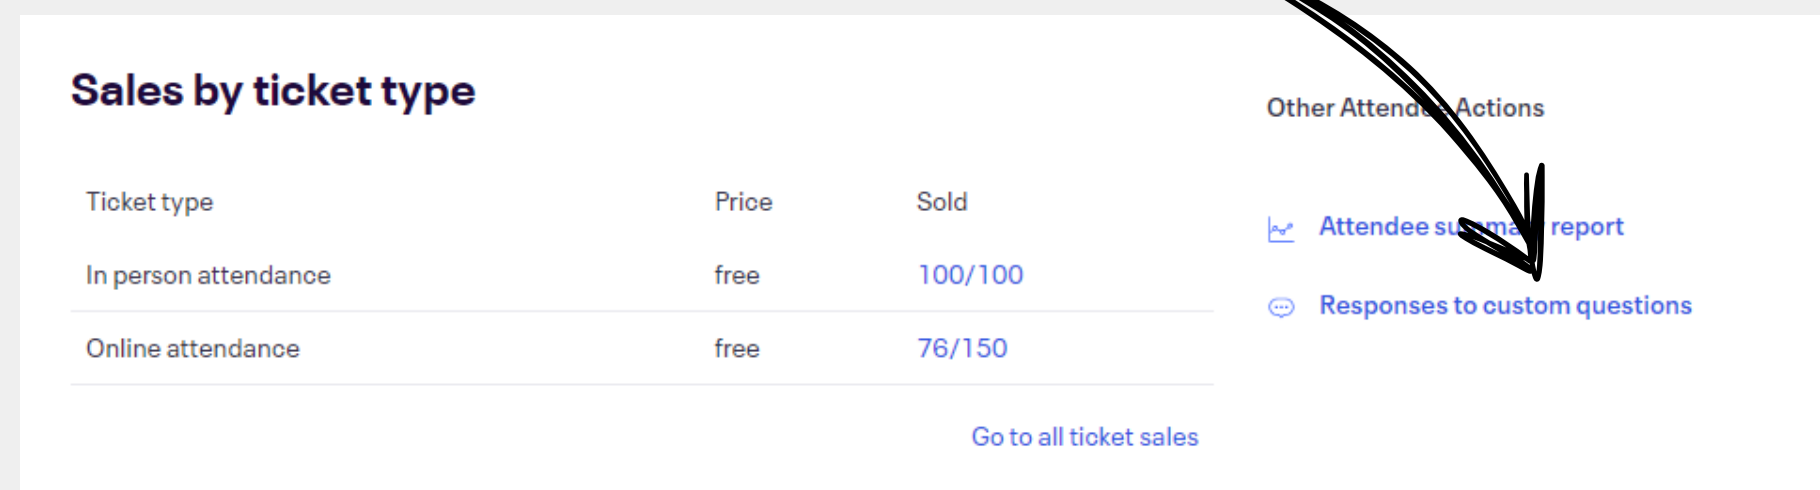 Sales by ticket type
Ticket type Price Sold
In person attendance free 100/100
Online attendance free 76/150
Go to all ticket sales
Other Attendee Actions
Attendee summary report
Responses to custom questions